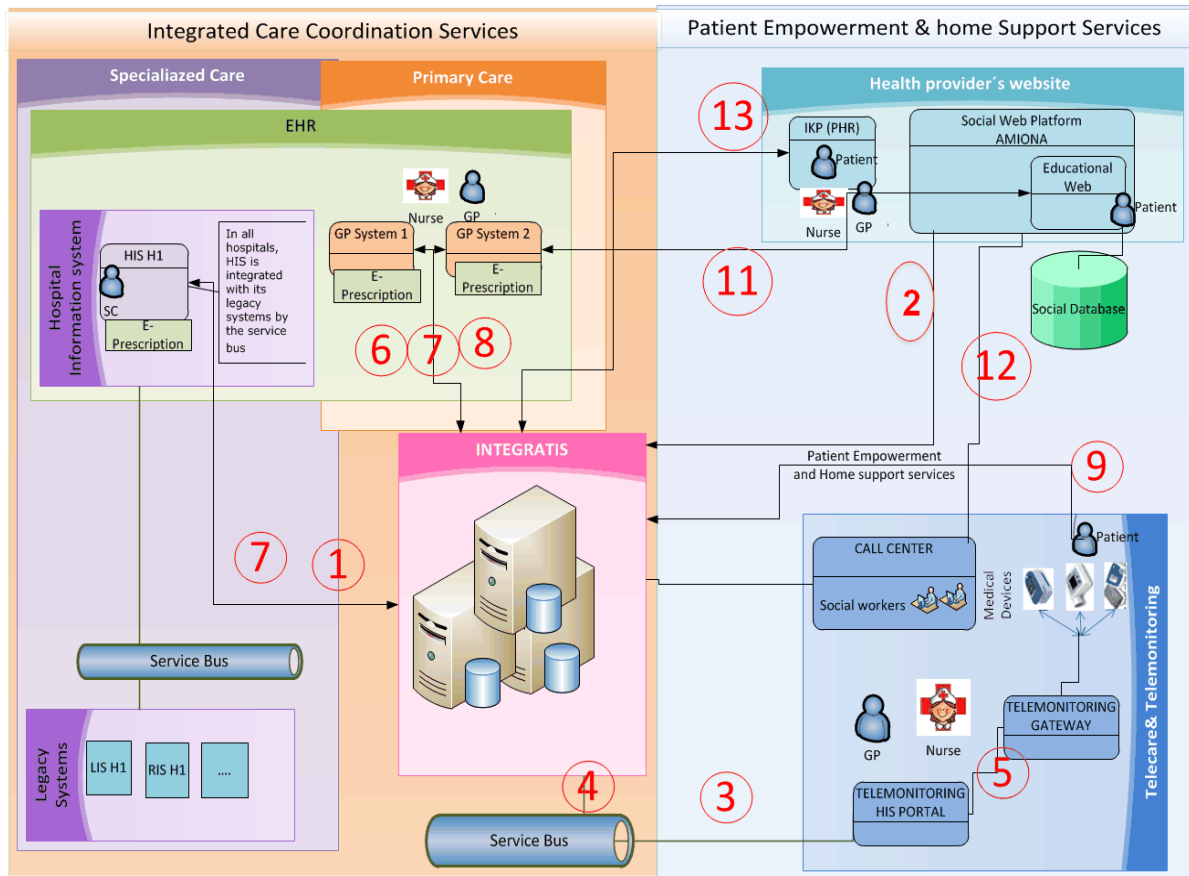 Integrated Care Coordination Services
Patient Empowerment & home Support Services
Specialiazed Care
Primary Care
Health provider´s website
EHR
13
IKP (PHR)
Patient
Nurse
GP
Social Web Platform
AMIONA
Educational
Web
Patient
Nurse
GP
Hospital
Information system
HIS H1
SC
E-
Prescription
In all
hospitals,
HIS is
integrated
with its
legacy
systems by
the service
bus
GP System 1
E-
Prescription
GP System 2
E-
Prescription
11
2
Social Database
6
7
8
12
INTEGRATIS
Patient Empowerment
and Home support services
9
7
1
CALL CENTER
Social workers
Medical
Devices
Patient
Service Bus
Telecare& Telemonitoring
GP
Nurse
TELEMONITORING
GATEWAY
Legacy
Systems
LIS H1
RIS H1
....
4
3
5
TELEMONITORING
HIS PORTAL
Service Bus